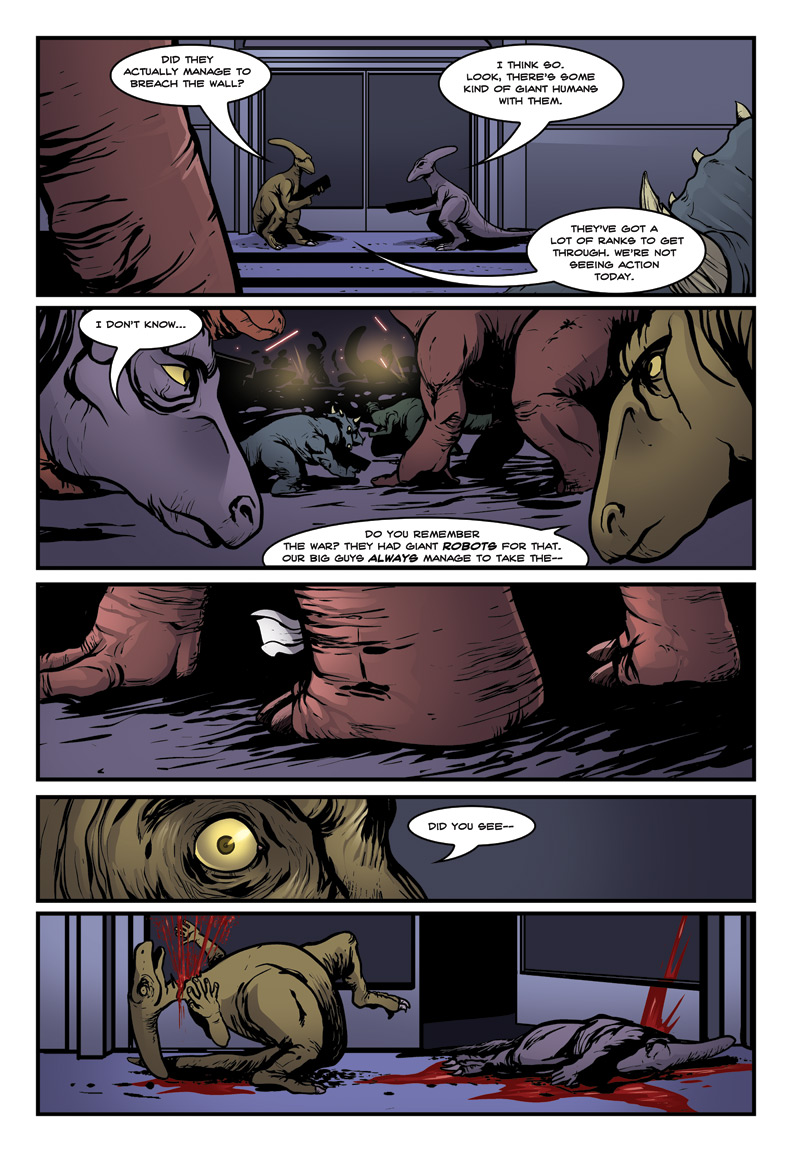 DID THEY
ACTUALLY MANAGE TO
BREACH THE WALL?
I THINK SO.
LOOK, THERE'S SOME
KIND OF GIANT HUMANS
WITH THEM.
THEY'VE GOT A
LOT OF RANKS TO GET
THROUGH. WE'RE NOT
SEEING ACTION
TODAY.
I DON'T KNOW...
DO YOU REMEMBER
THE WAR? THEY HAD GIANT ROBOTS FOR THAT.
OUR BIG GUYS ALWAYS MANAGE TO TAKE THE--
DID YOU SEE--